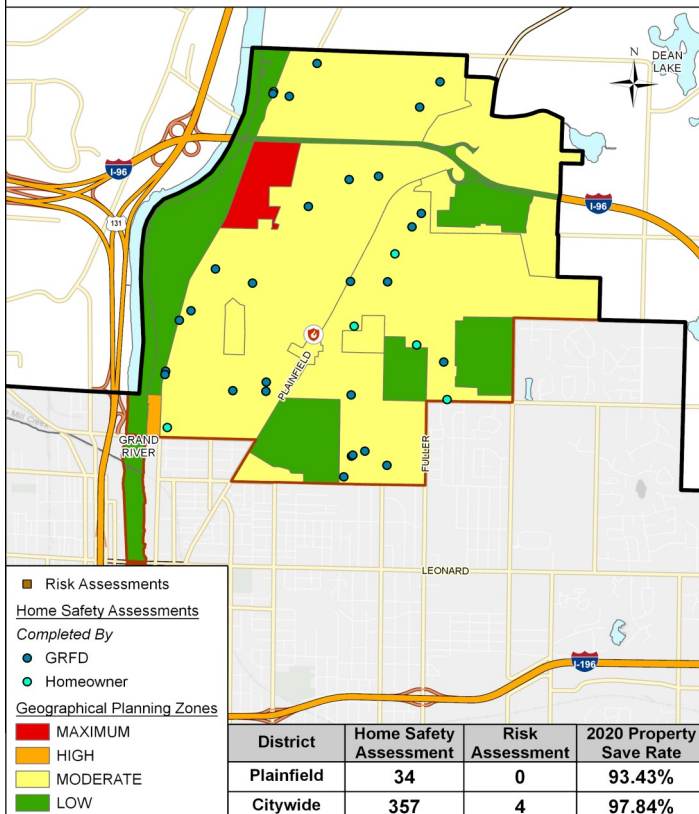 N
DEAN
LAKE
I-96
131
I-96
PLAINFIELD
GRAND
RIVER
Mill Creek
FULLER
LEONARD
I-196
Risk Assessments
Home Safety Assessments
Completed By
GRFD
Homeowner
Geographical Planning Zones
MAXIMUM
HIGH
MODERATE
LOW
District Home Safety Assessment Risk Assessment 2020 Property Save Rate
Plainfield 34 0 93.43%
Citywide 357 4 97.84%